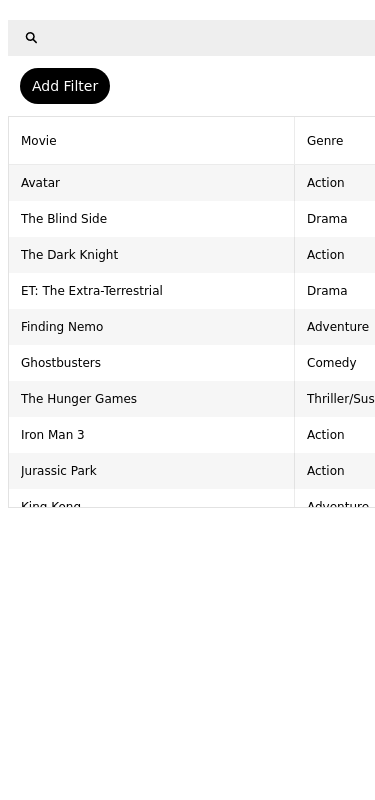 Add Filter
Movie Genre
Avatar Action
The Blind Side Drama
The Dark Knight Action
ET: The Extra-Terrestrial Drama
Finding Nemo Adventure
Ghostbusters Comedy
The Hunger Games Thriller/Sus
Iron Man 3 Action
Jurassic Park Action
King Kong Adventure